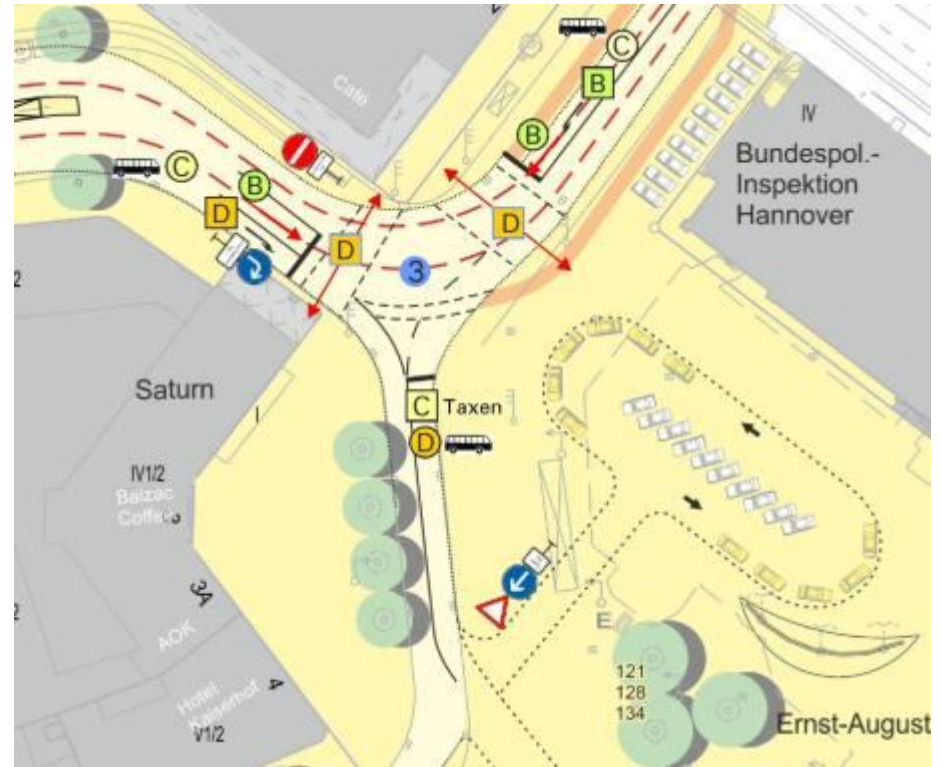 Cafe
C
B
B
IV
Bundespol.-
Inspektion
Hannover
C
B
D
D
D
3
Saturn
C Taxen
D
IV1/2
Balzac
Coffee
3A
AOK
4
Hotel
Kaiserhof
V1/2
E
121
128
134
Ernst-August